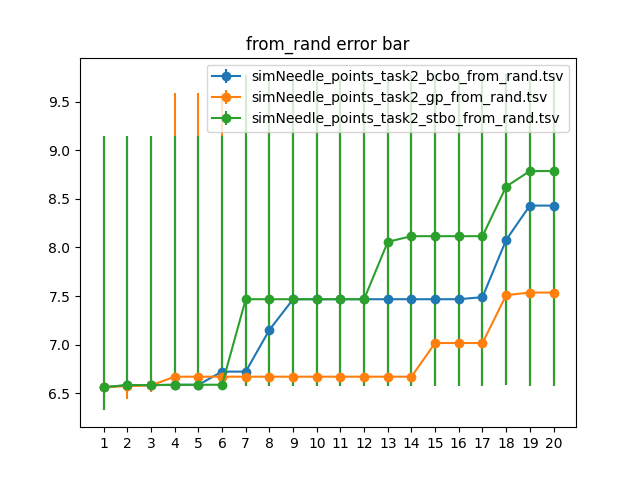 from_rand error bar
simNeedle_points_task2_bcbo_from_rand.tsv
simNeedle_points_task2_gp_from_rand.tsv
simNeedle_points_task2_stbo_from_rand.tsv
9.5
9.0
8.5
8.0
7.5
7.0
6.5
1 2 3 4 5 6 7 8 9 10 11 12 13 14 15 16 17 18 19 20